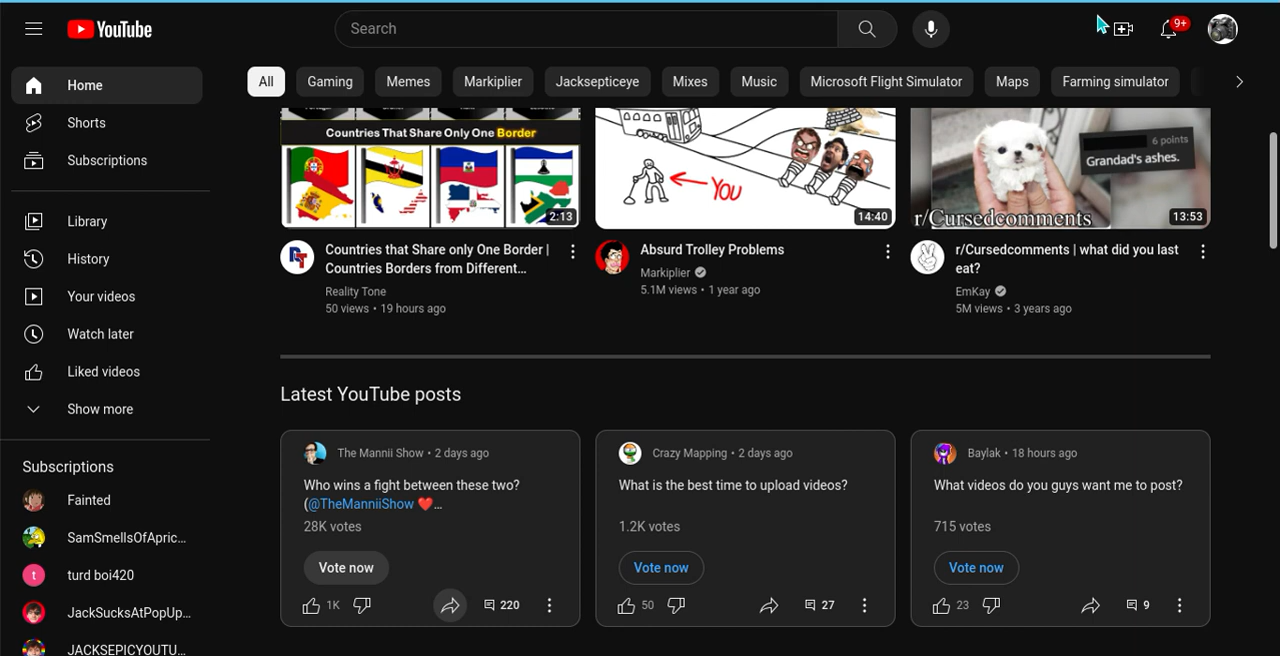 YouTube
Search
9+
Home
Shorts
Subscriptions
Library
History
Your videos
Watch later
Liked videos
Show more
Subscriptions
Fainted
SamSmellsOfApric...
t
turd boi420
JackSucksAtPopUp...
JACKSEPICYOUTU...
All
Gaming
Memes
Markiplier
Jacksepticeye
Mixes
Music
Microsoft Flight Simulator
Maps
Farming simulator
Countries That Share Only One Border
2:13
Countries that Share only One Border |
Countries Borders from Different...
Reality Tone
50 views • 19 hours ago
YOU
14:40
Absurd Trolley Problems
Markiplier
5.1M views • 1 year ago
6 points
Grandad's ashes.
r/Cursedcomments
13:53
r/Cursedcomments | what did you last
eat?
EmKay
5M views • 3 years ago
Latest YouTube posts
The Mannii Show • 2 days ago
Who wins a fight between these two?
(@TheManniiShow ❤️...
28K votes
Vote now
1K
220
Crazy Mapping • 2 days ago
What is the best time to upload videos?
1.2K votes
Vote now
50
27
Baylak • 18 hours ago
What videos do you guys want me to post?
715 votes
Vote now
23
9